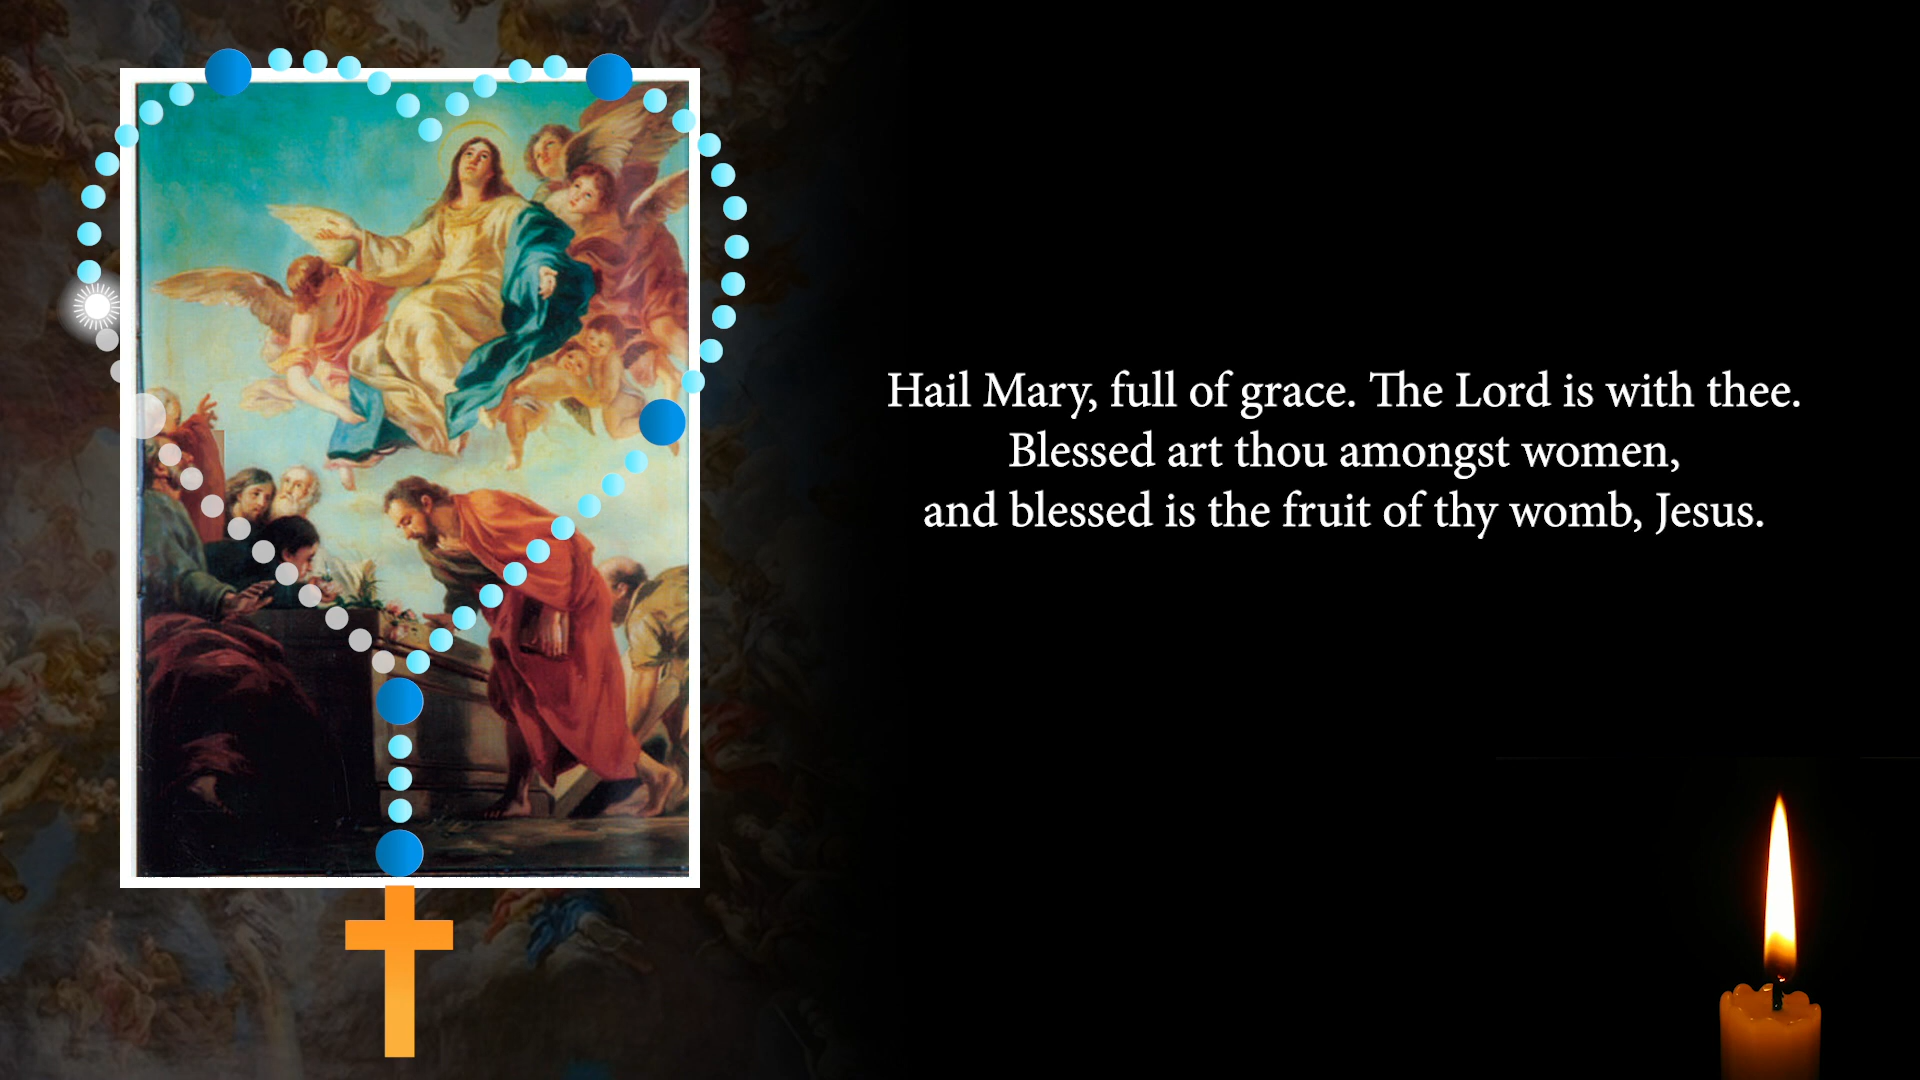 Hail Mary, full of grace. The Lord is with thee.
Blessed art thou amongst women,
and blessed is the fruit of thy womb, Jesus.